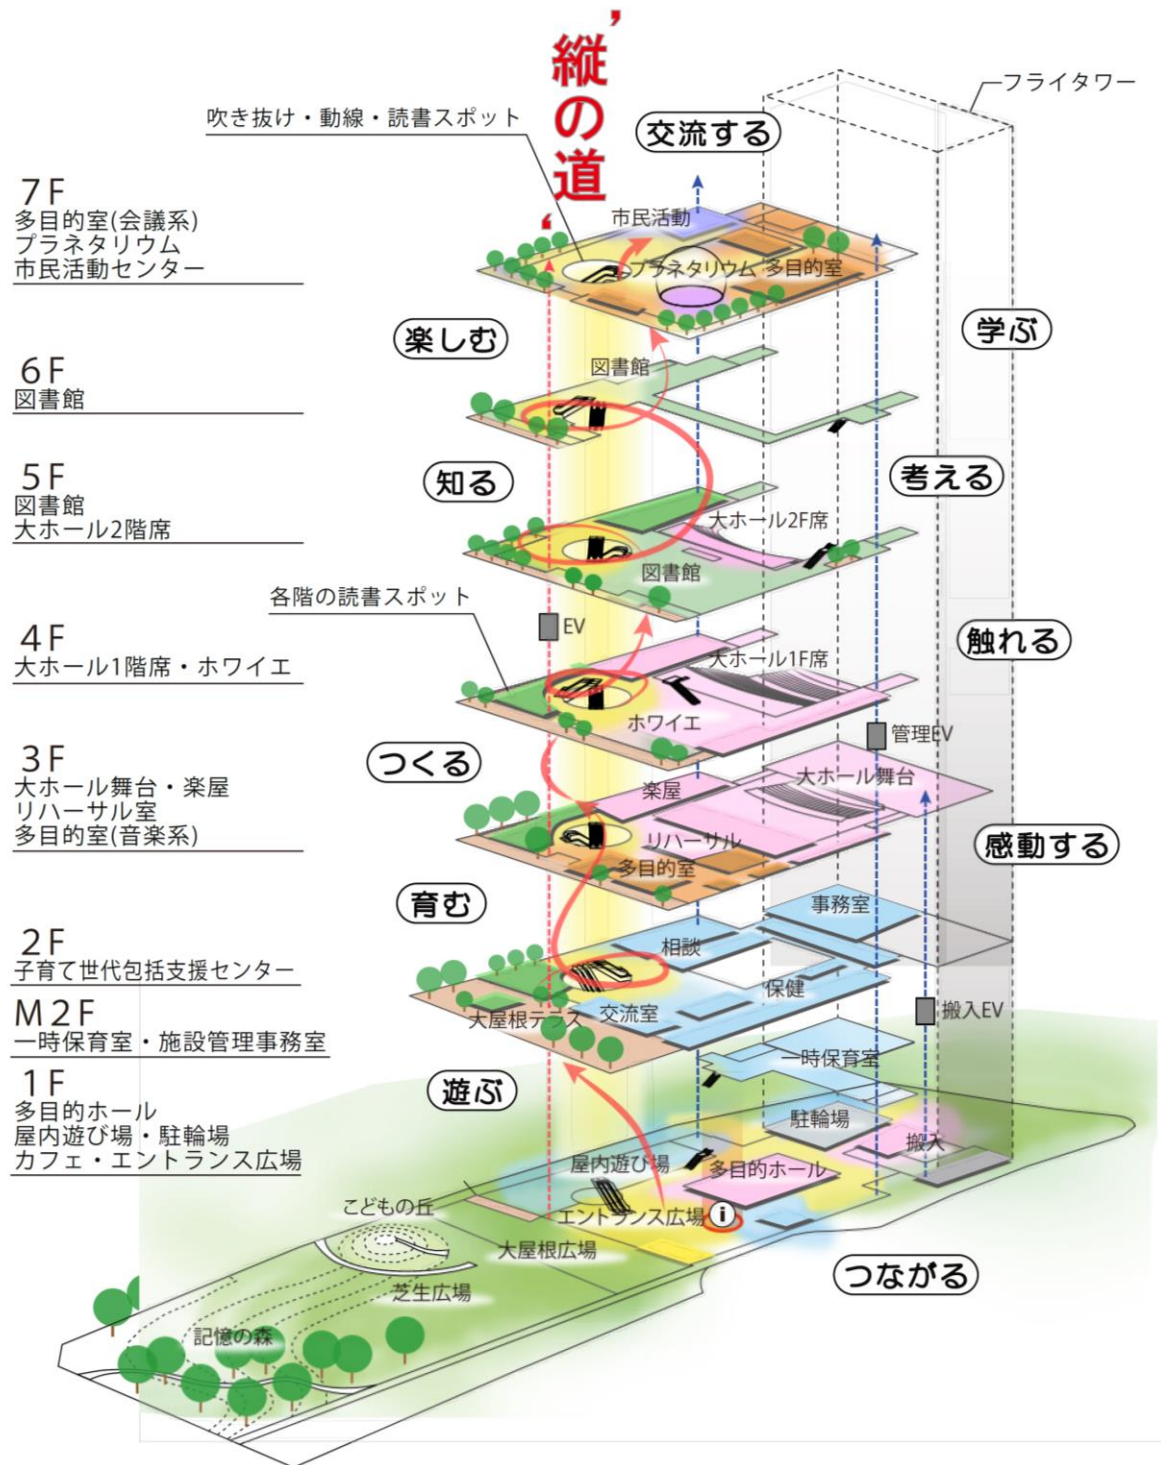 ’縦の道‘
フライタワー
吹き抜け・動線・読書スポット
交流する
7F
多目的室(会議系)
プラネタリウム
市民活動センター
市民活動
プラネタリウム
多目的室
楽しむ
学ぶ
6F
図書館
図書館
知る
考える
5F
図書館
大ホール2階席
大ホール2F席
図書館
各階の読書スポット
EV
4F
大ホール1階席・ホワイエ
大ホール1F席
触れる
ホワイエ
管理EV
つくる
3F
大ホール舞台・楽屋
リハーサル室
多目的室(音楽系)
大ホール舞台
楽屋
リハーサル
多目的室
感動する
育む
事務室
2F
子育て世代包括支援センター
相談
保健
大屋根テラス
交流室
搬入EV
M2F
一時保育室・施設管理事務室
一時保育室
遊ぶ
1F
多目的ホール
屋内遊び場・駐輪場
カフェ・エントランス広場
駐輪場
搬入
屋内遊び場
多目的ホール
こどもの丘
エントランス広場
i
大屋根広場
つながる
芝生広場
記憶の森